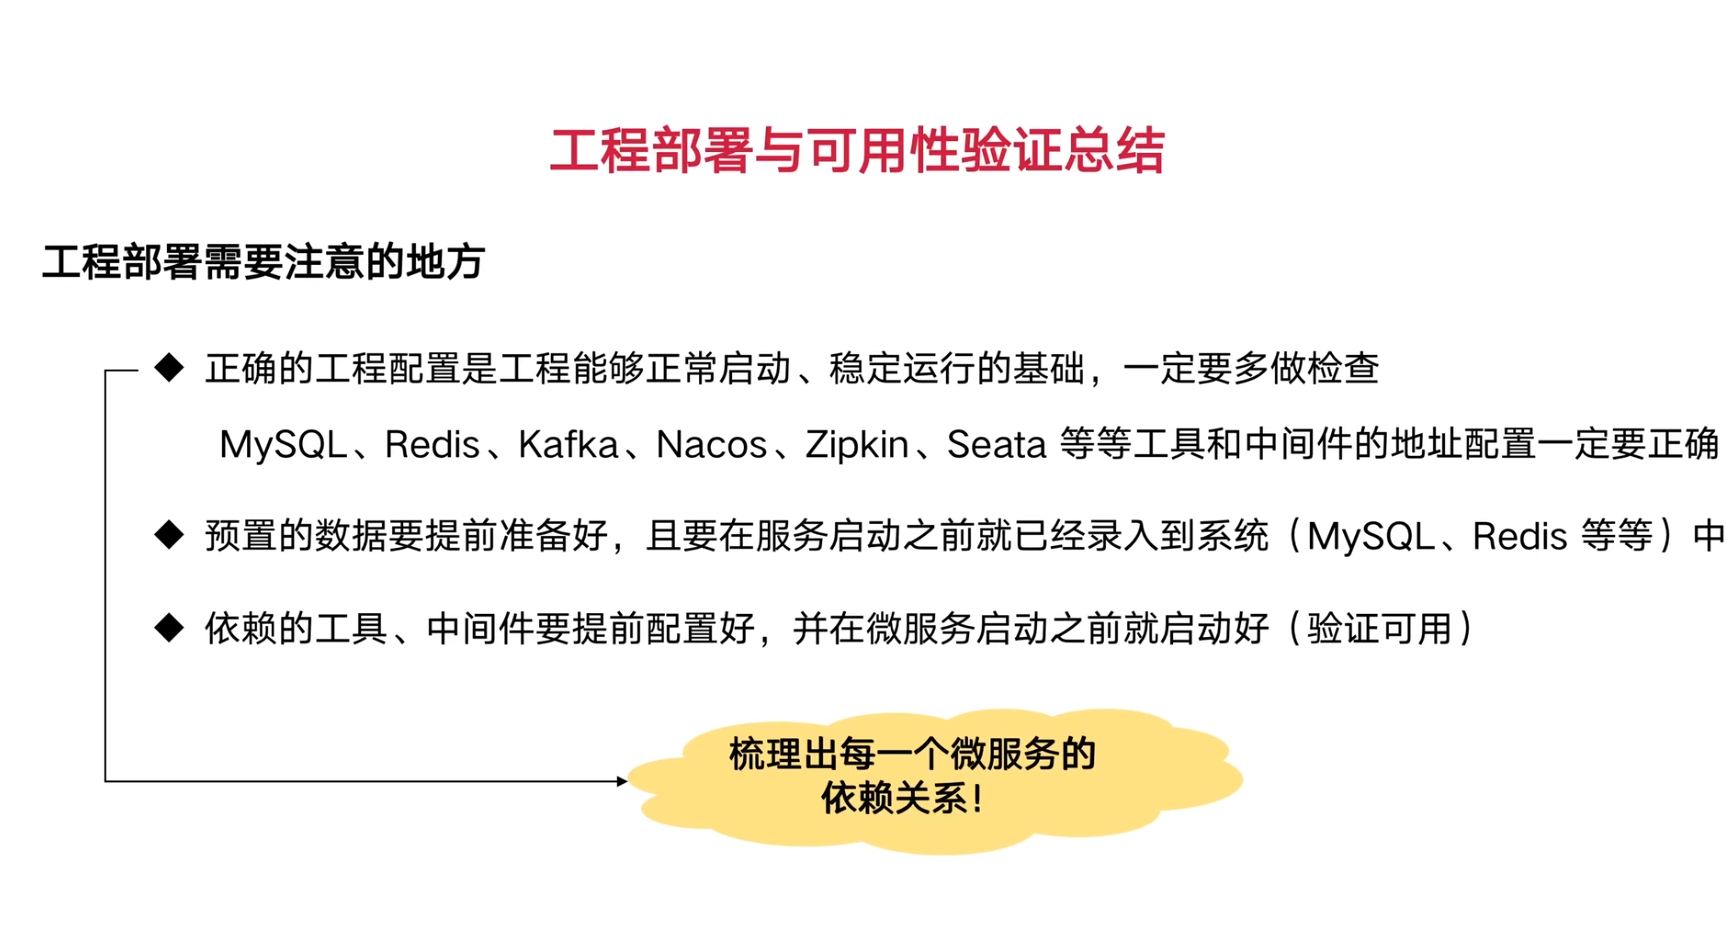 工程部署与可用性验证总结
工程部署需要注意的地方
◆ 正确的工程配置是工程能够正常启动、稳定运行的基础，一定要多做检查
MySQL、Redis、Kafka、Nacos、Zipkin、Seata 等等工具和中间件的地址配置一定要正确
◆ 预置的数据要提前准备好，且要在服务启动之前就已经录入到系统（MySQL、Redis 等等）中
◆ 依赖的工具、中间件要提前配置好，并在微服务启动之前就启动好（验证可用）
梳理出每一个微服务的
依赖关系！